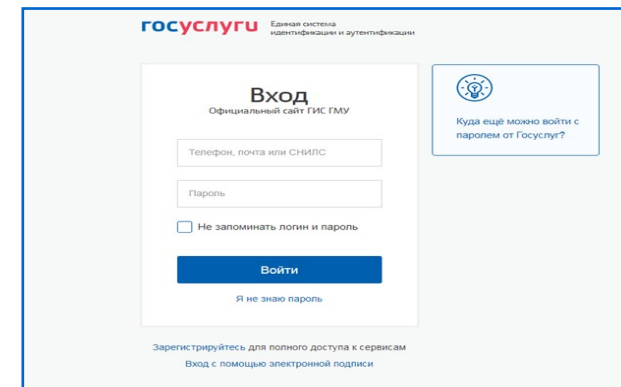 госуслуги
Единая система
идентификации и аутентификации
Вход
Официальный сайт ГИС ГМУ
Телефон, почта или СНИЛС
Пароль
Не запоминать логин и пароль
Войти
Я не знаю пароль
Куда ещё можно войти с
паролем от Госуслуг?
Зарегистрируйтесь для полного доступа к сервисам
Вход с помощью электронной подписи